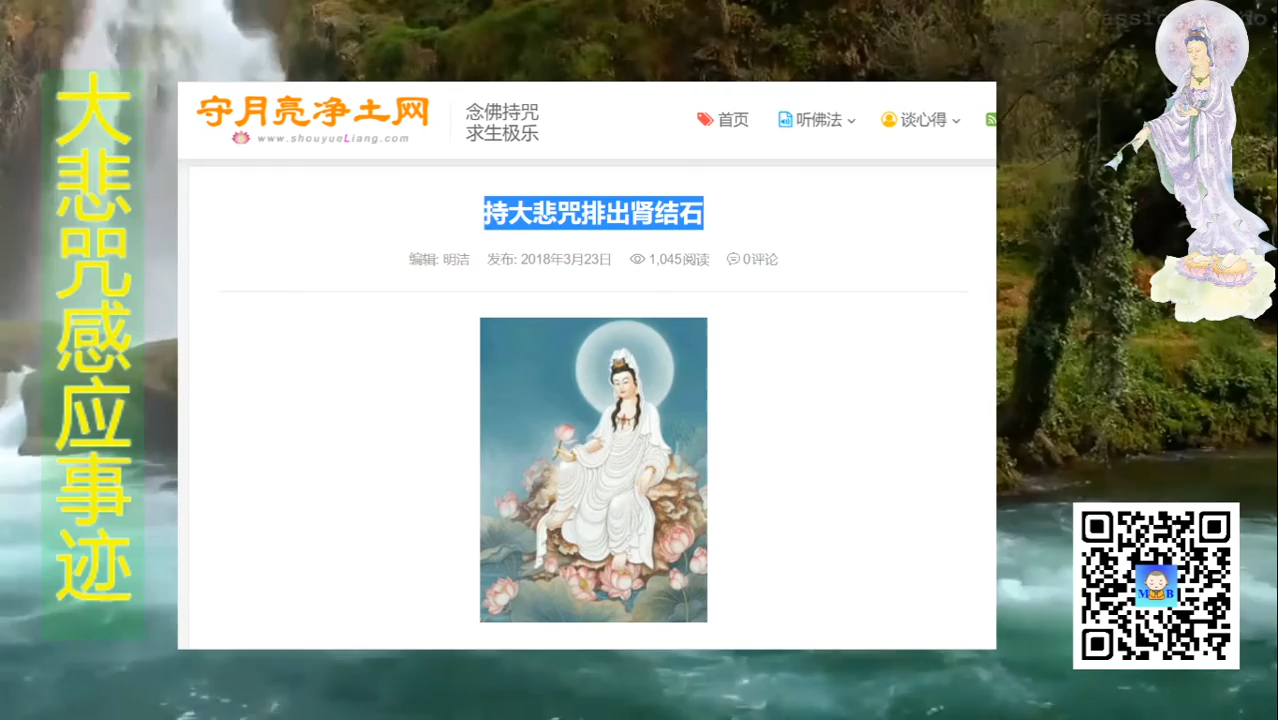 大悲咒感应事迹
守月亮净土网
www.shouyueLiang.com
念佛持咒
求生极乐
首页
听佛法
谈心得
持大悲咒排出肾结石
编辑: 明洁 发布: 2018年3月23日 1,045阅读 0评论
M B